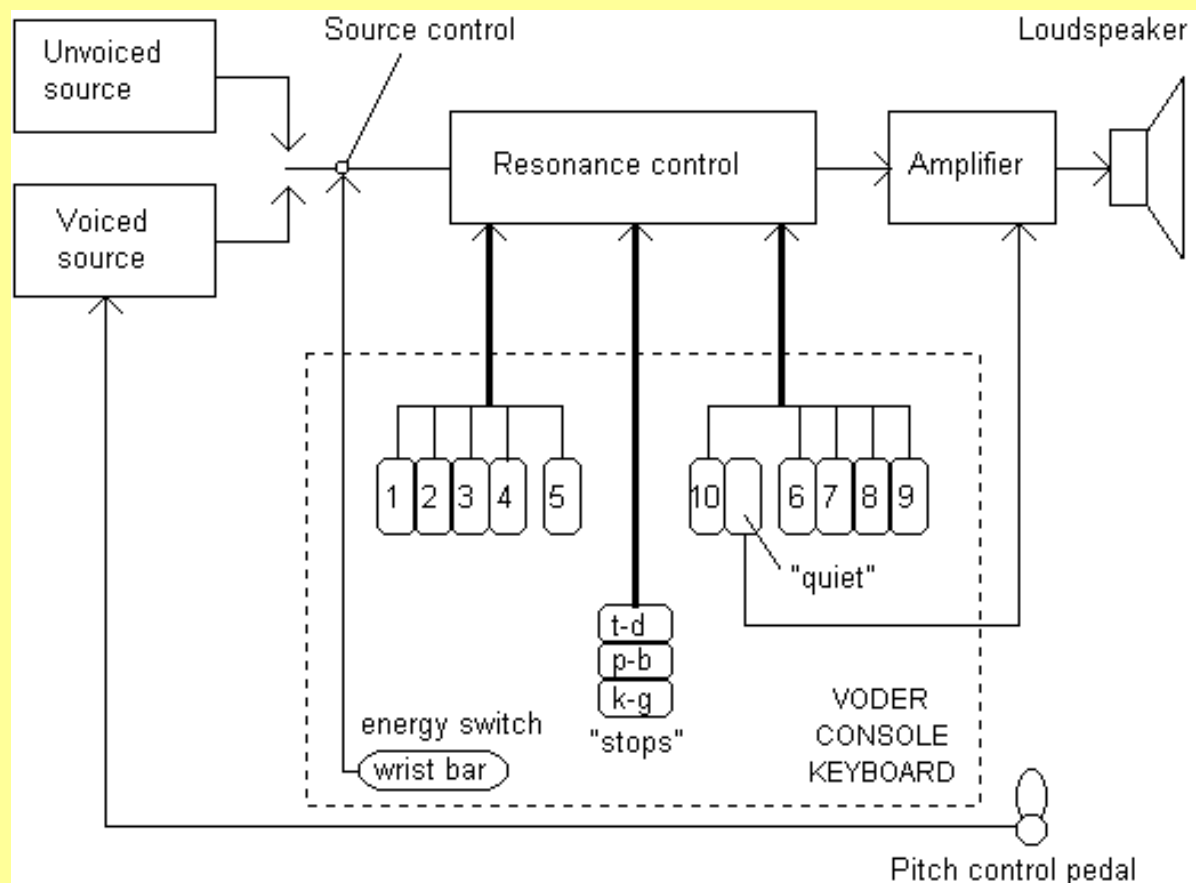 Source control
Loudspeaker
Unvoiced
source
Resonance control
Amplifier
Voiced
source
1 2 3 4 5
10 6 7 8 9
"quiet"
t-d
p-b
k-g
"stops"
energy switch
wrist bar
VODER
CONSOLE
KEYBOARD
Pitch control pedal